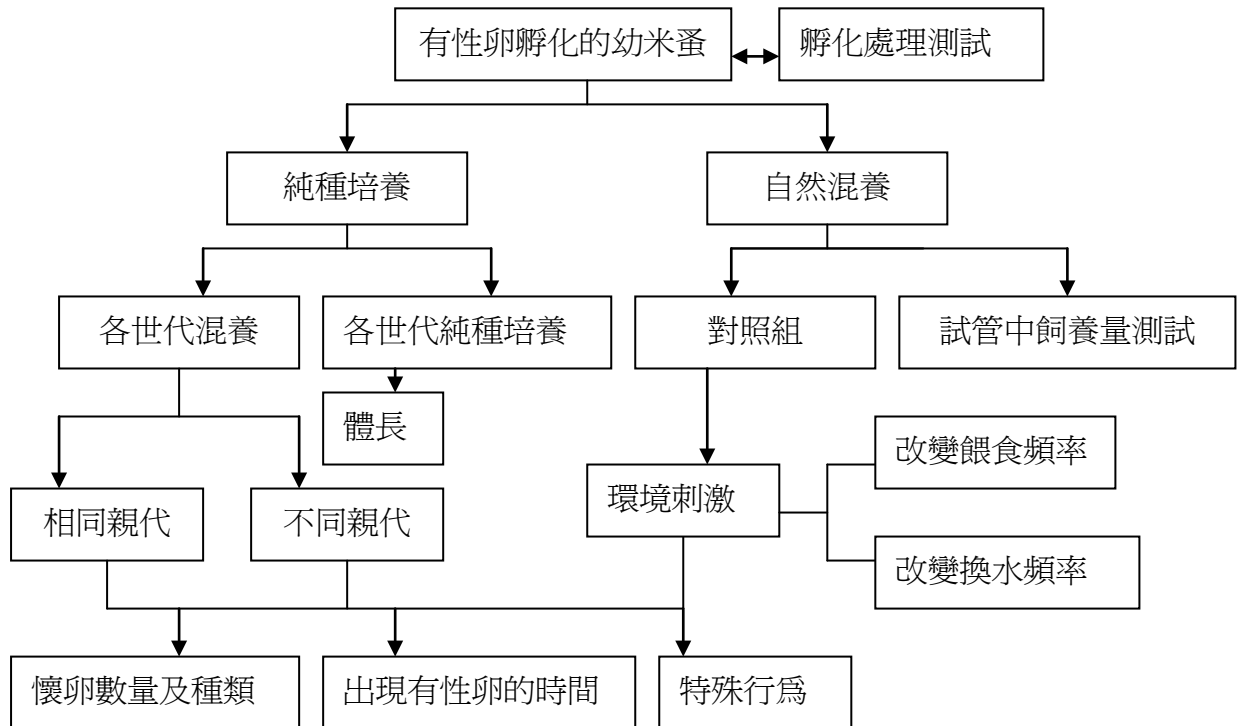 有性卵孵化的幼米蚤
孵化處理測試
純種培養
自然混養
各世代混養
各世代純種培養
對照組
試管中飼養量測試
體長
改變餵食頻率
相同親代
不同親代
環境刺激
改變換水頻率
懷卵數量及種類
出現有性卵的時間
特殊行為